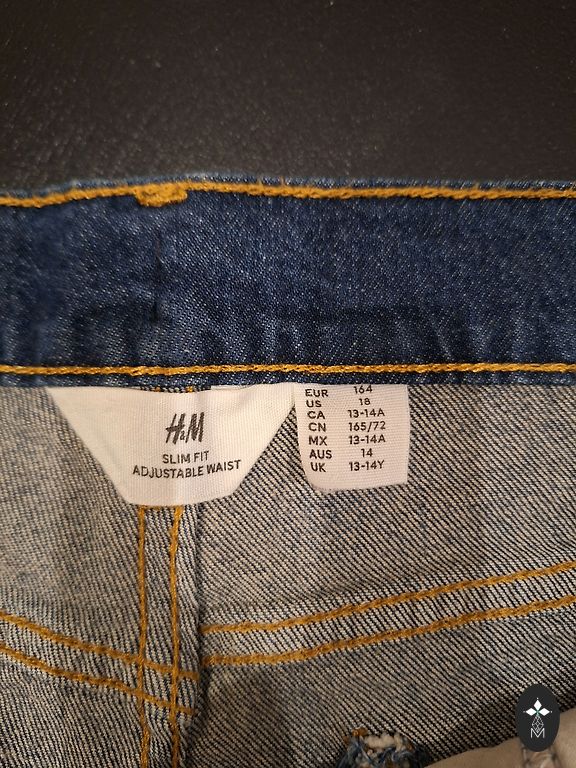 H&M
SLIM FIT
ADJUSTABLE WAIST
EUR 164
US 18
CA 13-14A
CN 165/72
MX 13-14A
AUS 14
UK 13-14Y
M